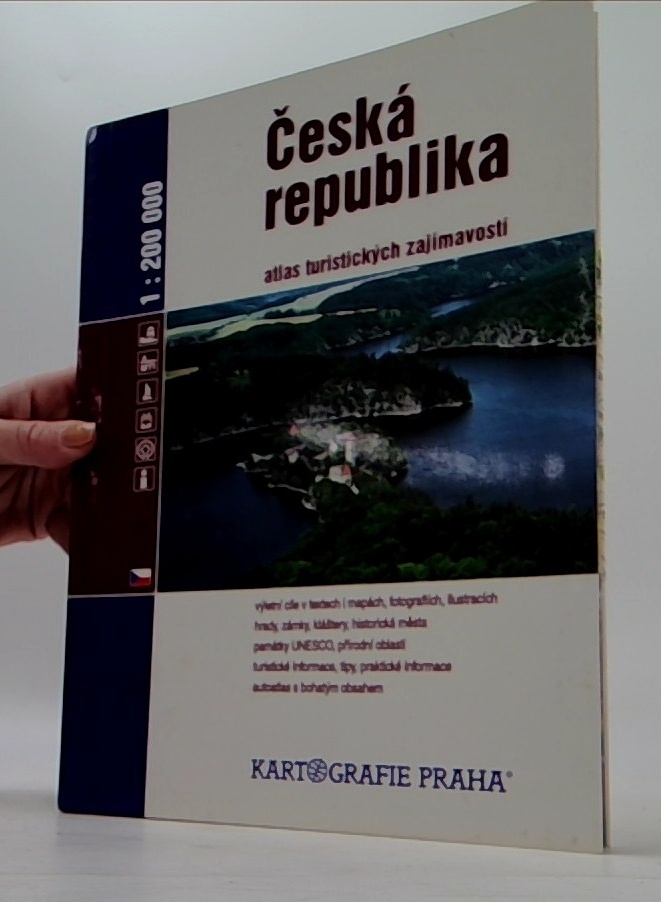 Česká
republika
atlas turistických zajímavostí
1 : 200 000
výletní cíle v textech i mapách, fotografiích, ilustracích
hrady, zámky, kláštery, historická města
památky UNESCO, přírodní oblasti
turistické informace, tipy, praktické informace
autoatlas s bohatým obsahem
KARTOGRAFIE PRAHA®